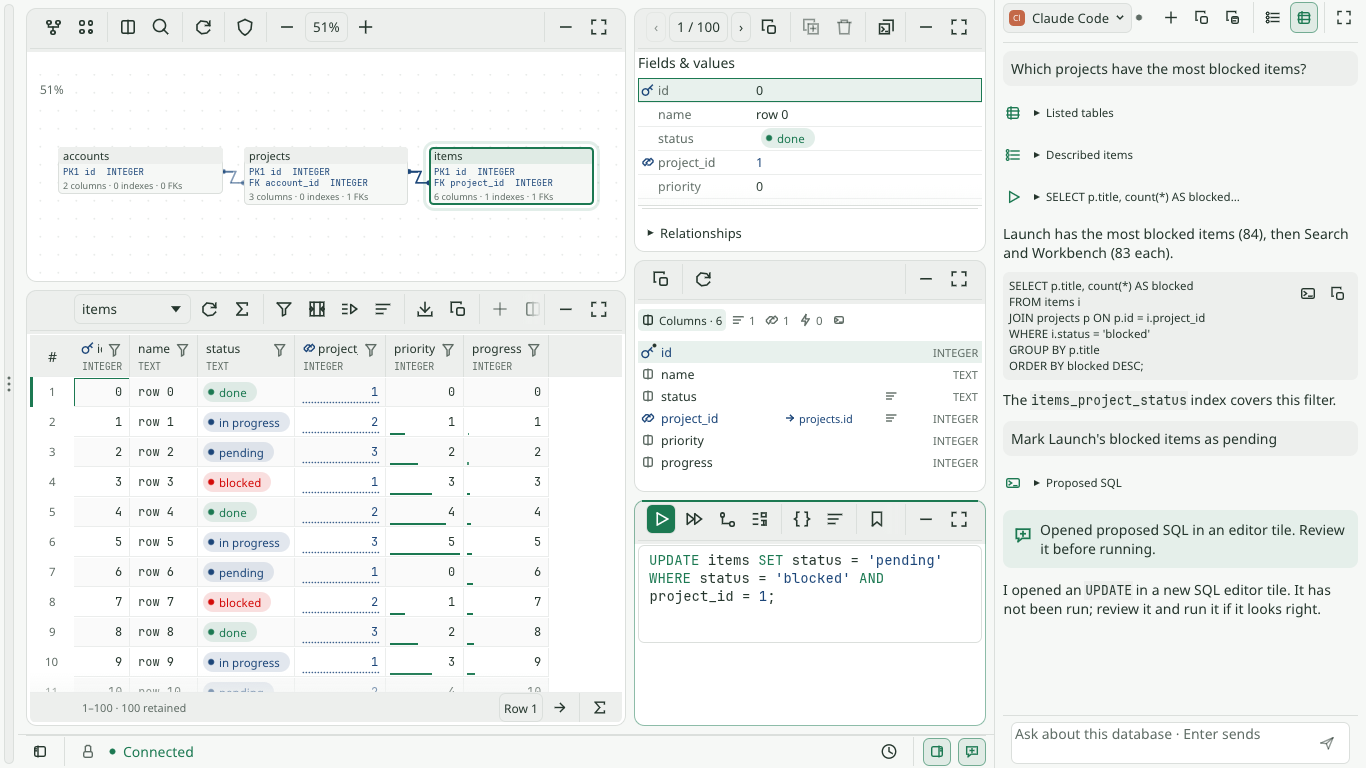 51%
51%
accounts
PK1 id INTEGER
2 columns · 0 indexes · 0 FKs
projects
PK1 id INTEGER
FK account_id INTEGER
3 columns · 0 indexes · 1 FKs
items
PK1 id INTEGER
FK project_id INTEGER
6 columns · 1 indexes · 1 FKs
items
# id name status project_ priority progress
INTEGER TEXT TEXT INTEGER INTEGER INTEGER
1 0 row 0 done 1 0 0
2 1 row 1 in progress 2 1 1
3 2 row 2 pending 3 2 2
4 3 row 3 blocked 1 3 3
5 4 row 4 done 2 4 4
6 5 row 5 in progress 3 5 5
7 6 row 6 pending 1 0 6
8 7 row 7 blocked 2 1 7
9 8 row 8 done 3 2 8
10 9 row 9 in progress 1 3 9
11 10 row 10 pending 2 4 10
1–100 · 100 retained
Row 1
Connected
1 / 100
Fields & values
id 0
name row 0
status done
project_id 1
priority 0
Relationships
Columns · 6 1 1 0
id INTEGER
name TEXT
status TEXT
project_id projects.id INTEGER
priority INTEGER
progress INTEGER
UPDATE items SET status = 'pending'
WHERE status = 'blocked' AND
project_id = 1;
CI Claude Code
Which projects have the most blocked items?
Listed tables
Described items
SELECT p.title, count(*) AS blocked...
Launch has the most blocked items (84), then Search
and Workbench (83 each).
SELECT p.title, count(*) AS blocked
FROM items i
JOIN projects p ON p.id = i.project_id
WHERE i.status = 'blocked'
GROUP BY p.title
ORDER BY blocked DESC;
The items_project_status index covers this filter.
Mark Launch's blocked items as pending
Proposed SQL
Opened proposed SQL in an editor tile. Review
it before running.
I opened an UPDATE in a new SQL editor tile. It has
not been run; review it and run it if it looks right.
Ask about this database · Enter sends